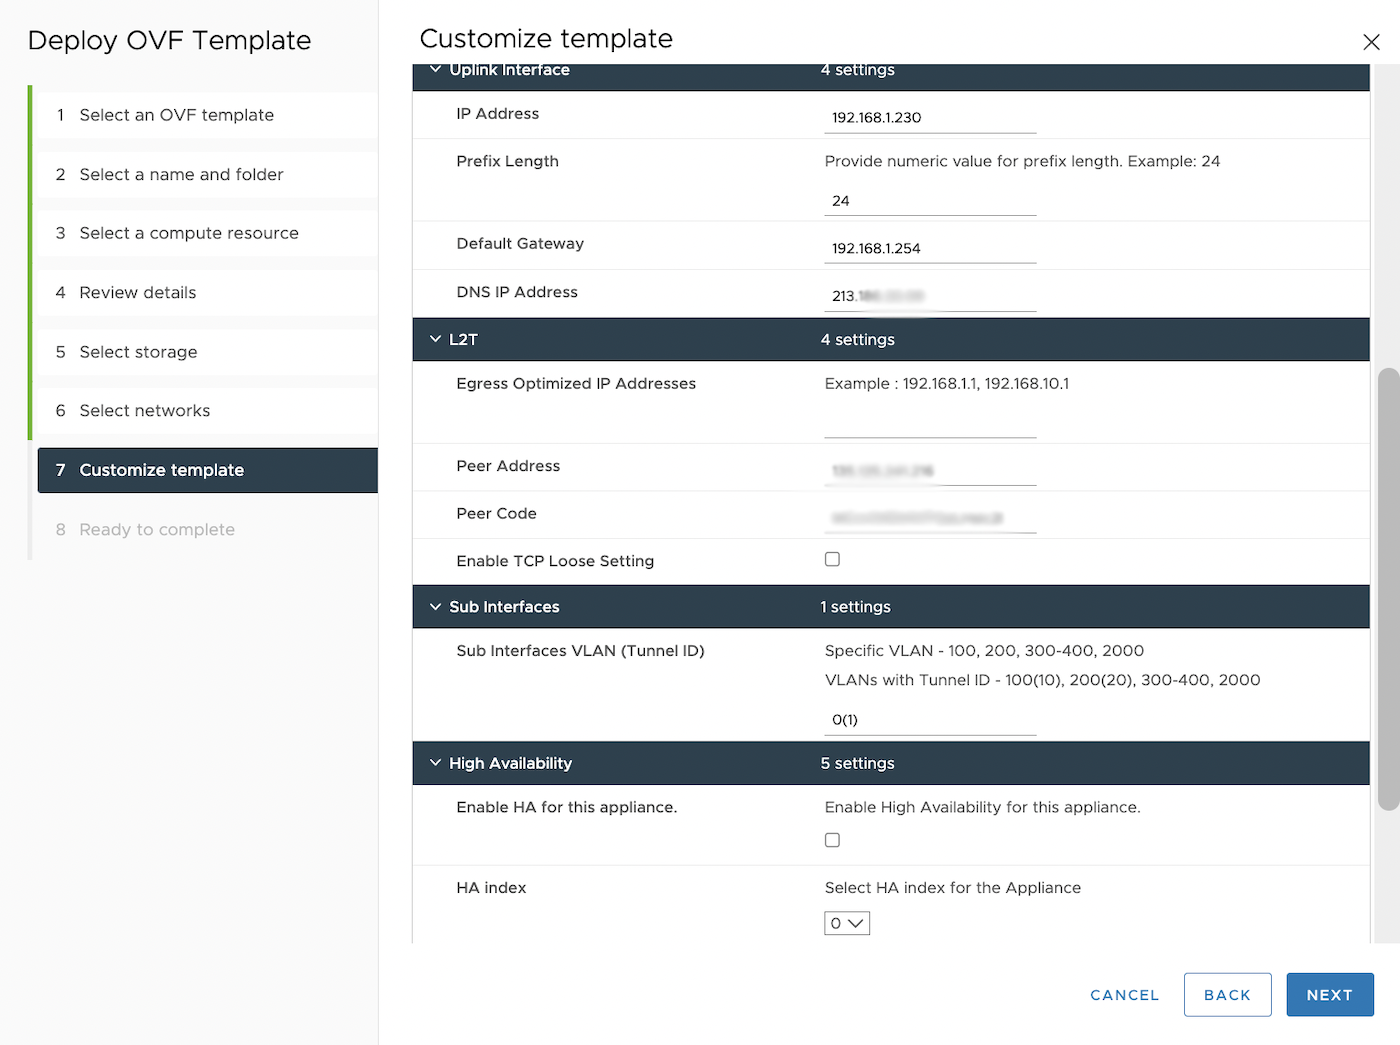 Deploy OVF Template
1 Select an OVF template
2 Select a name and folder
3 Select a compute resource
4 Review details
5 Select storage
6 Select networks
7 Customize template
8 Ready to complete
Customize template
Uplink Interface 4 settings
IP Address 192.168.1.230
Prefix Length Provide numeric value for prefix length. Example: 24
24
Default Gateway 192.168.1.254
DNS IP Address 213.
L2T 4 settings
Egress Optimized IP Addresses Example : 192.168.1.1, 192.168.10.1
Peer Address
Peer Code
Enable TCP Loose Setting
Sub Interfaces 1 settings
Sub Interfaces VLAN (Tunnel ID) Specific VLAN - 100, 200, 300-400, 2000
VLANs with Tunnel ID - 100(10), 200(20), 300-400, 2000
0(1)
High Availability 5 settings
Enable HA for this appliance. Enable High Availability for this appliance.
HA index Select HA index for the Appliance
0
CANCEL BACK NEXT